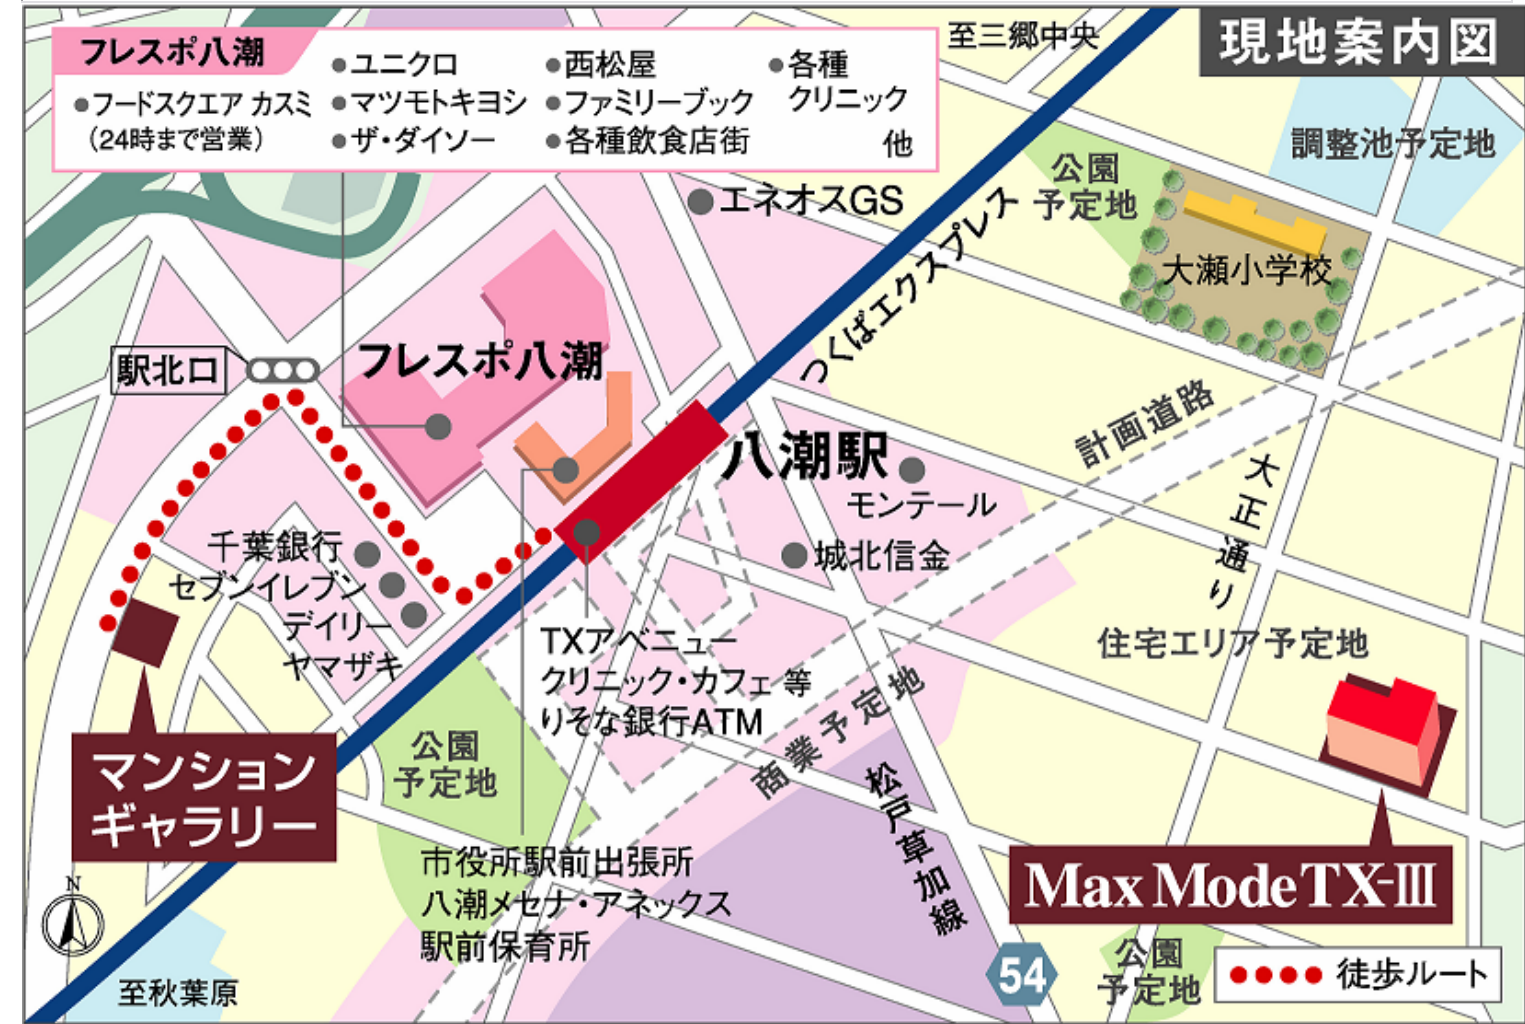 現地案内図
至三郷中央
フレスポ八潮
●フードスクエア カスミ
（24時まで営業）
●ユニクロ
●マツモトキヨシ
●ザ・ダイソー
●西松屋
●ファミリーブック
●各種飲食店街
●各種
クリニック
他
調整池予定地
公園
予定地
エネオスGS
つくばエクスプレス
大瀬小学校
駅北口
フレスポ八潮
計画道路
八潮駅
モンテール
大正通り
城北信金
千葉銀行
セブンイレブン
デイリー
ヤマザキ
TXアベニュー
クリニック・カフェ 等
りそな銀行ATM
住宅エリア予定地
商業予定地
公園
予定地
マンション
ギャラリー
松戸草加線
市役所駅前出張所
八潮メセナ・アネックス
駅前保育所
Max Mode TX-Ⅲ
N
54
公園
予定地
徒歩ルート
至秋葉原